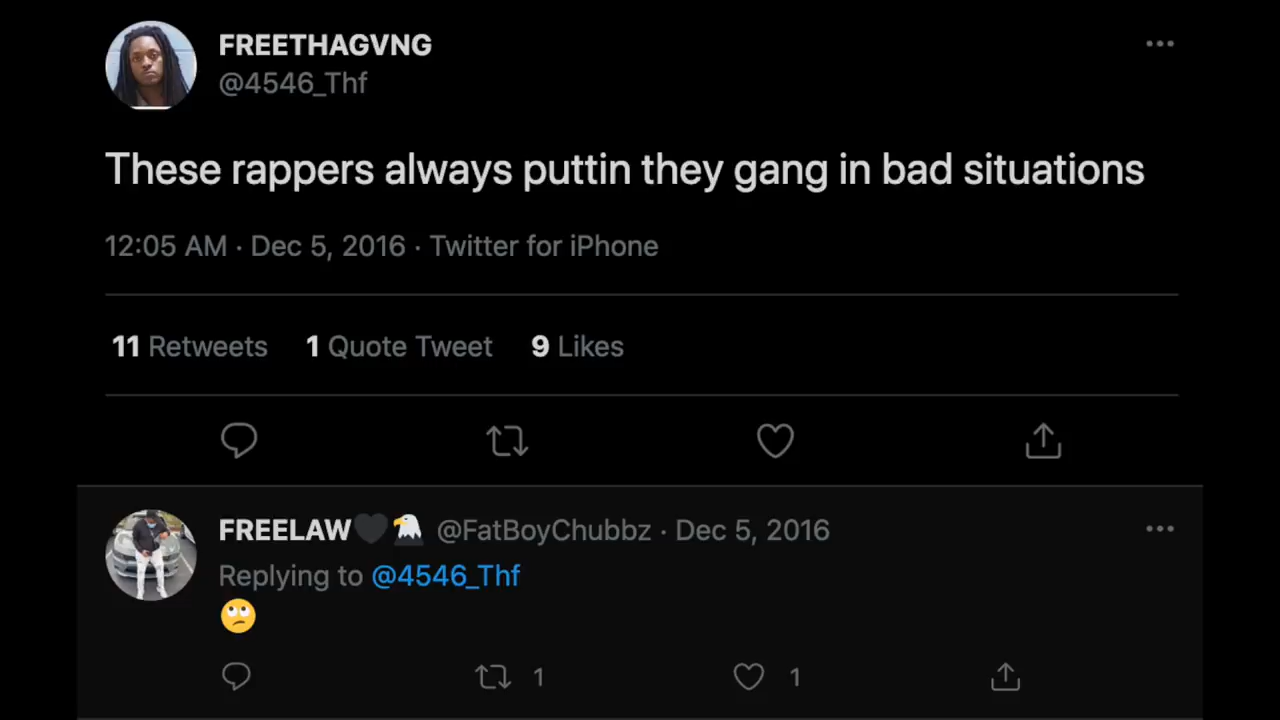 FREETHAGVNG
@4546_Thf
These rappers always puttin they gang in bad situations
12:05 AM · Dec 5, 2016 · Twitter for iPhone
11 Retweets 1 Quote Tweet 9 Likes
FREELAW🖤🦅 @FatBoyChubbz · Dec 5, 2016
Replying to @4546_Thf
🙄
1 1